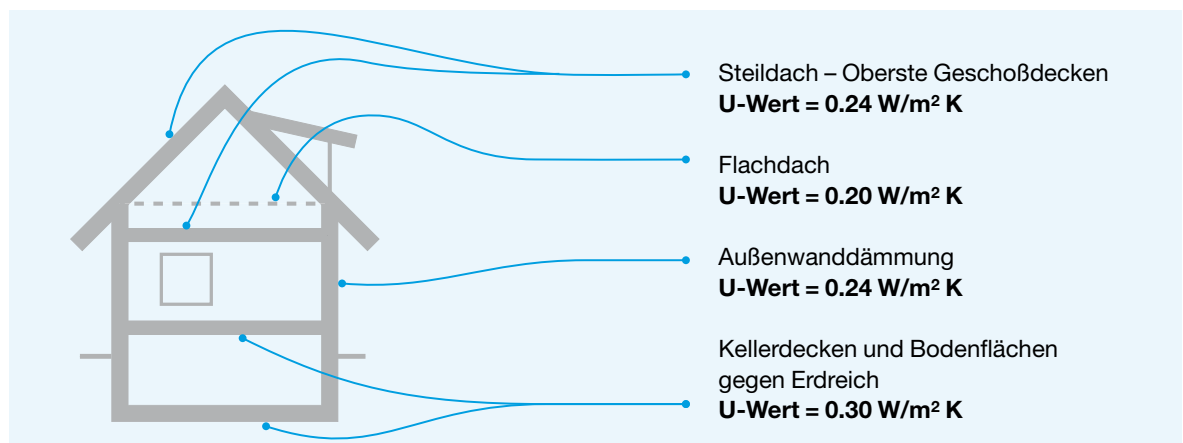 Steildach – Oberste Geschoßdecken
U-Wert = 0.24 W/m² K
Flachdach
U-Wert = 0.20 W/m² K
Außenwanddämmung
U-Wert = 0.24 W/m² K
Kellerdecken und Bodenflächen
gegen Erdreich
U-Wert = 0.30 W/m² K